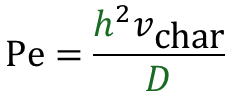 Pe = h²v_char / D